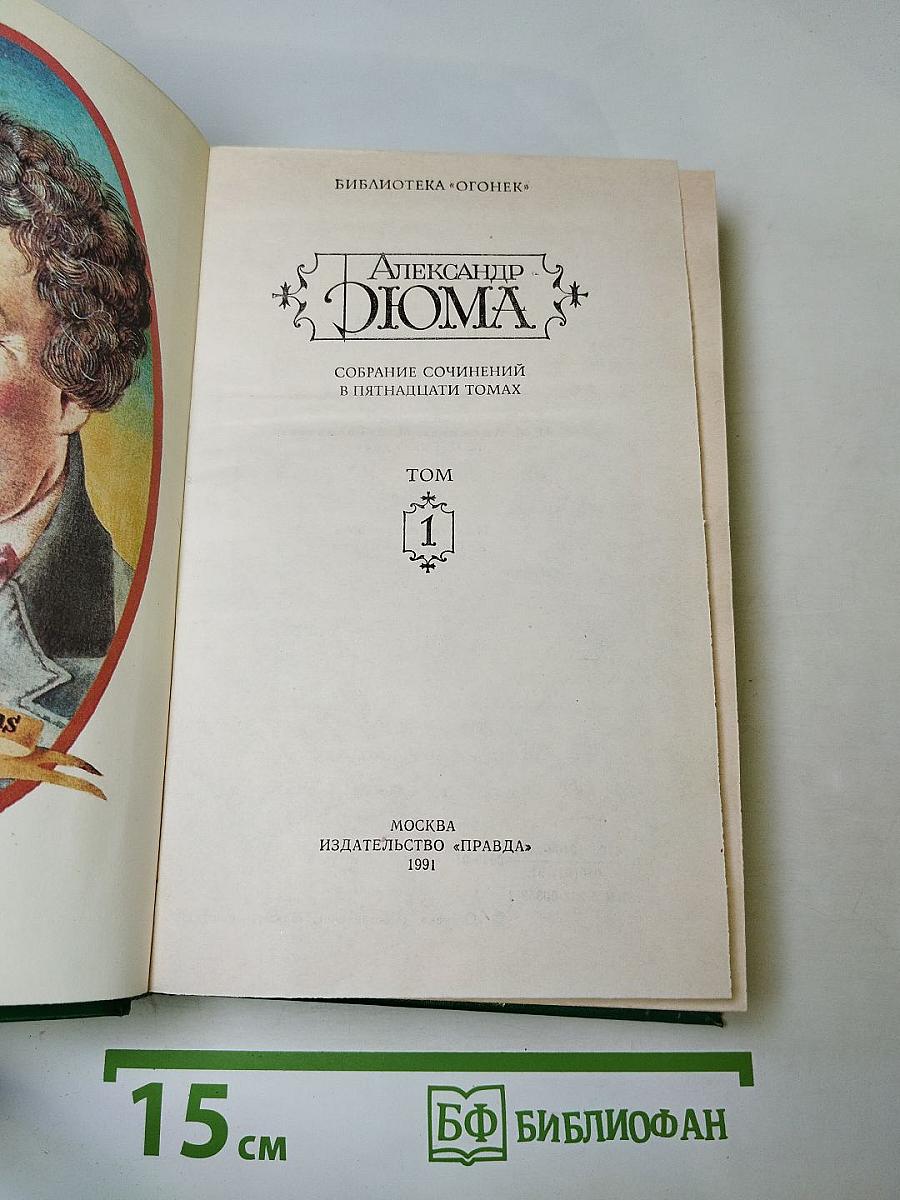 БИБЛИОТЕКА «ОГОНЕК»
АЛЕКСАНДР
ДЮМА
СОБРАНИЕ СОЧИНЕНИЙ
В ПЯТНАДЦАТИ ТОМАХ
ТОМ
1
МОСКВА
ИЗДАТЕЛЬСТВО «ПРАВДА»
1991
15 см
БФ БИБЛИОФАН